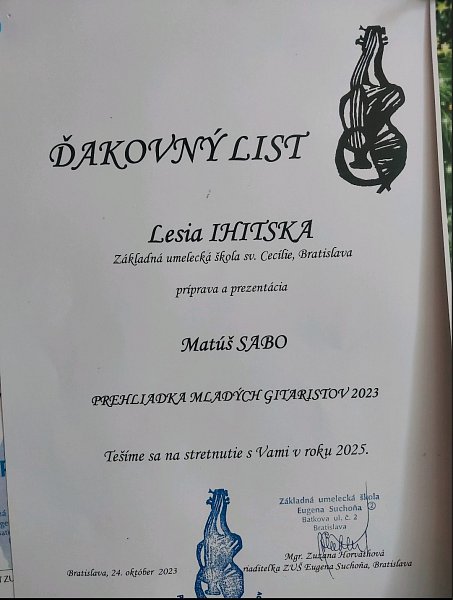 ĎAKOVNÝ LIST
Lesia IHITSKA
Základná umelecká škola sv. Cecílie, Bratislava
príprava a prezentácia
Matúš SABO
PREHLIADKA MLADÝCH GITARISTOV 2023
Tešíme sa na stretnutie s Vami v roku 2025.
Základná umelecká škola
Eugena Suchoňa 2
Batkova ul. č. 2
Bratislava
Mgr. Zuzana Horváthová
Bratislava, 24. október 2023
riaditeľka ZUŠ Eugena Suchoňa, Bratislava